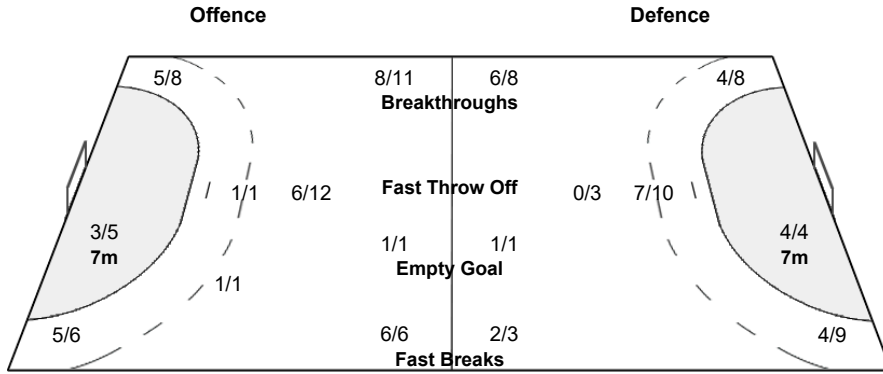 Offence Defence
5/8 8/11 6/8 4/8
Breakthroughs
1/1 6/12 Fast Throw Off 0/3 7/10
3/5 1/1 1/1 4/4
7m Empty Goal 7m
1/1
5/6 6/6 2/3 4/9
Fast Breaks